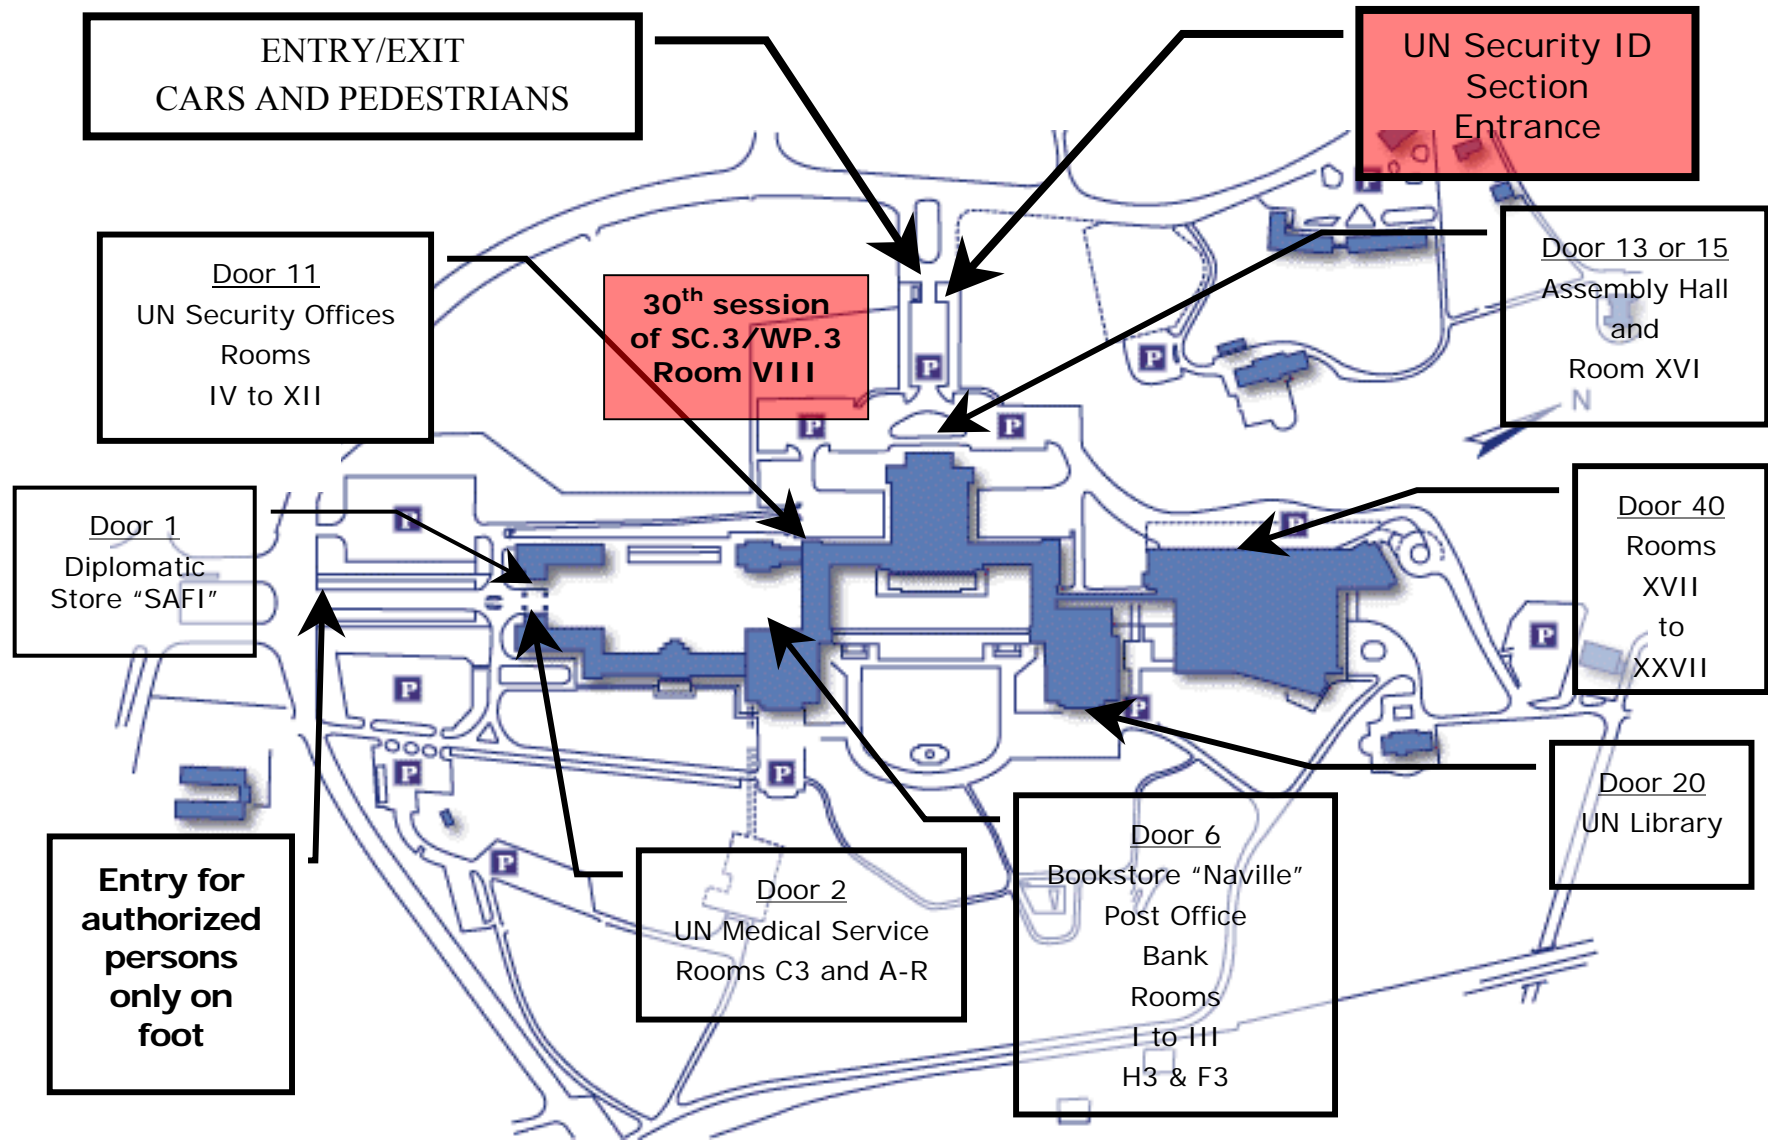 ENTRY/EXIT
CARS AND PEDESTRIANS
UN Security ID
Section
Entrance
Door 11
UN Security Offices
Rooms
IV to XII
30th session
of SC.3/WP.3
Room VIII
Door 13 or 15
Assembly Hall
and
Room XVI
N
Door 1
Diplomatic
Store “SAFI”
Door 40
Rooms
XVII
to
XXVII
Door 20
UN Library
Entry for
authorized
persons
only on
foot
Door 2
UN Medical Service
Rooms C3 and A-R
Door 6
Bookstore “Naville”
Post Office
Bank
Rooms
I to III
H3 & F3
P
P
P
P
P
P
P
P
P
P
P
P
P
P